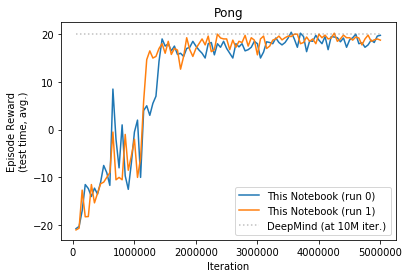 Pong
Episode Reward
(test time, avg.)
20
10
0
−10
−20
0
1000000
2000000
3000000
4000000
5000000
Iteration
This Notebook (run 0)
This Notebook (run 1)
DeepMind (at 10M iter.)